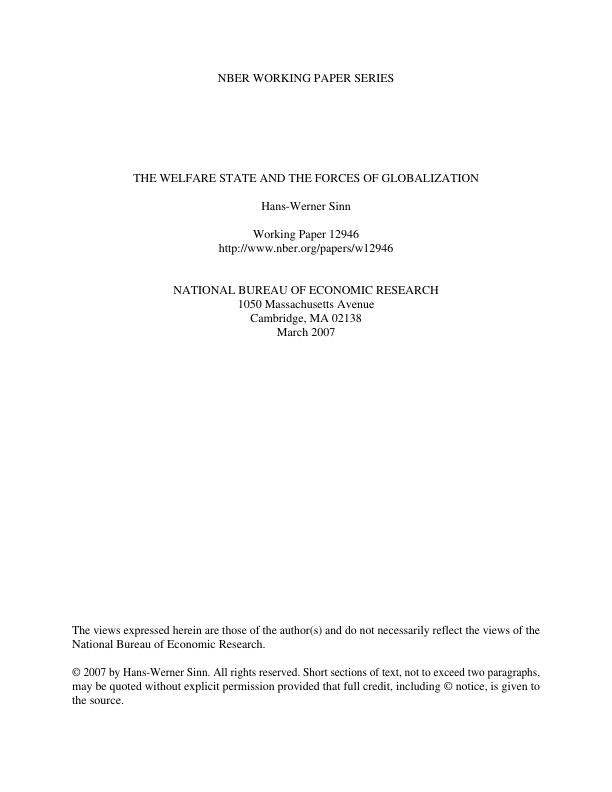 NBER WORKING PAPER SERIES
THE WELFARE STATE AND THE FORCES OF GLOBALIZATION
Hans-Werner Sinn
Working Paper 12946
http://www.nber.org/papers/w12946
NATIONAL BUREAU OF ECONOMIC RESEARCH
1050 Massachusetts Avenue
Cambridge, MA 02138
March 2007
The views expressed herein are those of the author(s) and do not necessarily reflect the views of the
National Bureau of Economic Research.
© 2007 by Hans-Werner Sinn. All rights reserved. Short sections of text, not to exceed two paragraphs,
may be quoted without explicit permission provided that full credit, including © notice, is given to
the source.